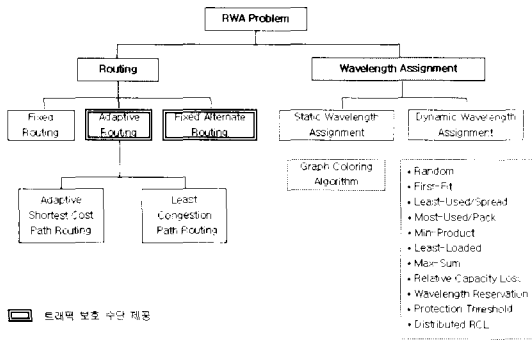 RWA Problem
Routing
Wavelength Assignment
Fixed
Routing
Adaptive
Routing
Fixed Alternate
Routing
Static Wavelength
Assignment
Dynamic Wavelength
Assignment
Graph Coloring
Algorithm
Adaptive
Shortest Cost
Path Routing
Least
Congestion
Path Routing
• Random
• First-Fit
• Least-Used/Spread
• Most-Used/Pack
• Min-Product
• Least-Loaded
• Max-Sum
• Relative Capacity Loss
• Wavelength Reservation
• Protection Threshold
• Distributed RCL
트래픽 보호 수단 제공